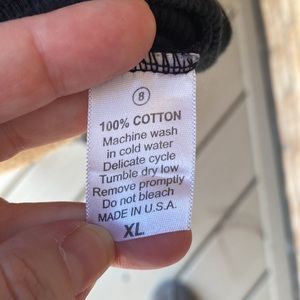 8
100% COTTON
Machine wash
in cold water
Delicate cycle
Tumble dry low
Remove promptly
Do not bleach
MADE IN U.S.A.
XL